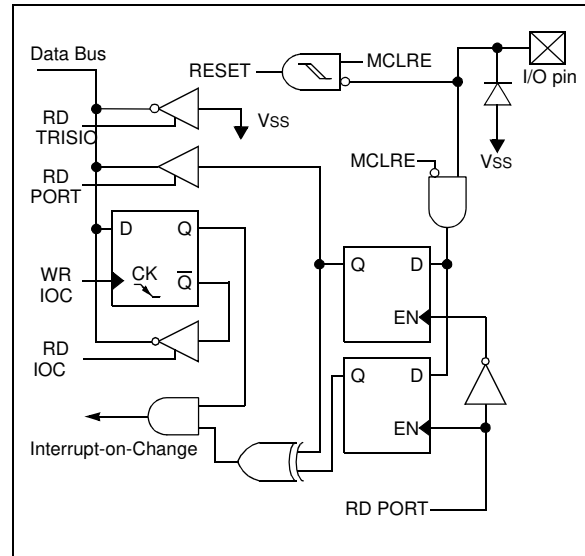 Data Bus
MCLRE
RESET
I/O pin
RD
TRISIO
VSS
VSS
RD
PORT
MCLRE
D Q
Q D
WR
IOC
CK
Q
EN
RD
IOC
Q D
EN
Interrupt-on-Change
RD PORT